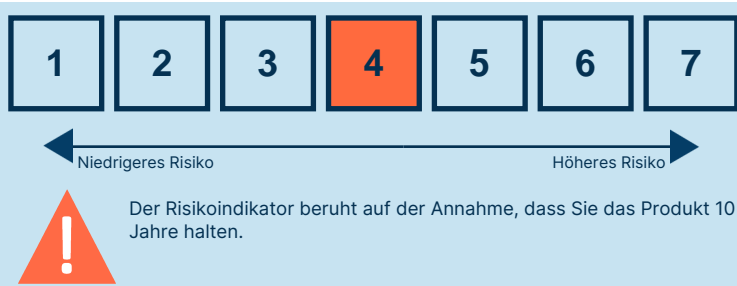 1 2 3 4 5 6 7
Niedrigeres Risiko Höheres Risiko
!
Der Risikoindikator beruht auf der Annahme, dass Sie das Produkt 10
Jahre halten.